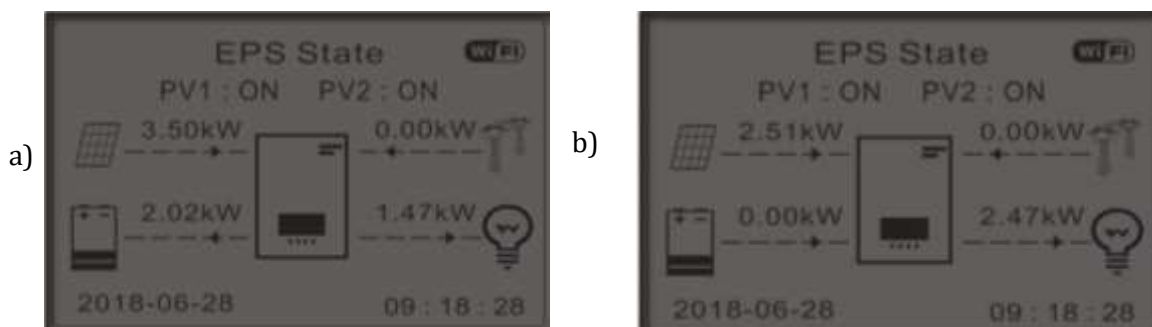 a)
EPS State WiFi
PV1 : ON PV2 : ON
3.50kW 0.00kW
2.02kW 1.47kW
2018-06-28 09 : 18 : 28
b)
EPS State WiFi
PV1 : ON PV2 : ON
2.51kW 0.00kW
0.00kW 2.47kW
2018-06-28 09 : 18 : 28